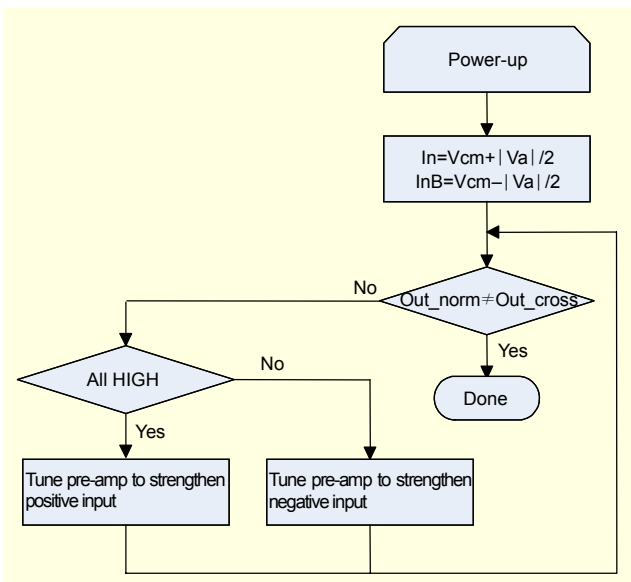 Power-up
In=Vcm+|Va|/2
InB=Vcm–|Va|/2
No
Out_norm≠Out_cross
Yes
Done
All HIGH
No
Yes
Tune pre-amp to strengthen
positive input
Tune pre-amp to strengthen
negative input